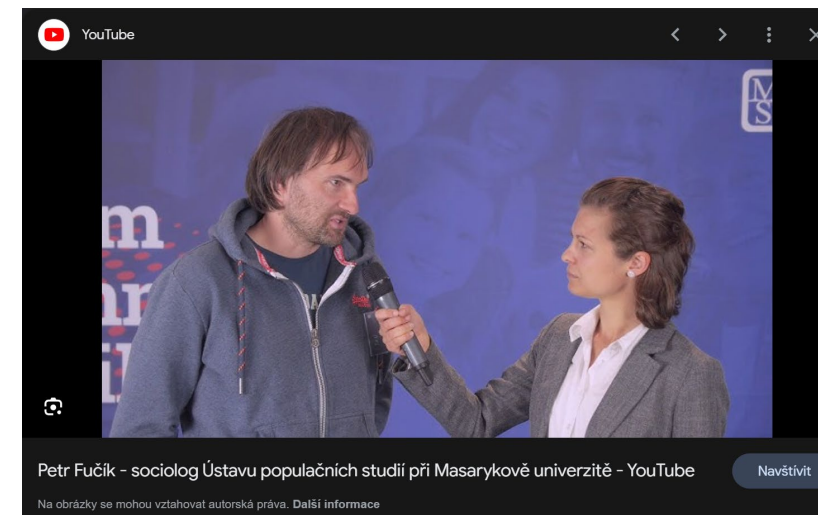 YouTube
M
S
m
Petr Fučík - sociolog Ústavu populačních studií při Masarykově univerzitě - YouTube
Navštívit
Na obrázky se mohou vztahovat autorská práva. Další informace